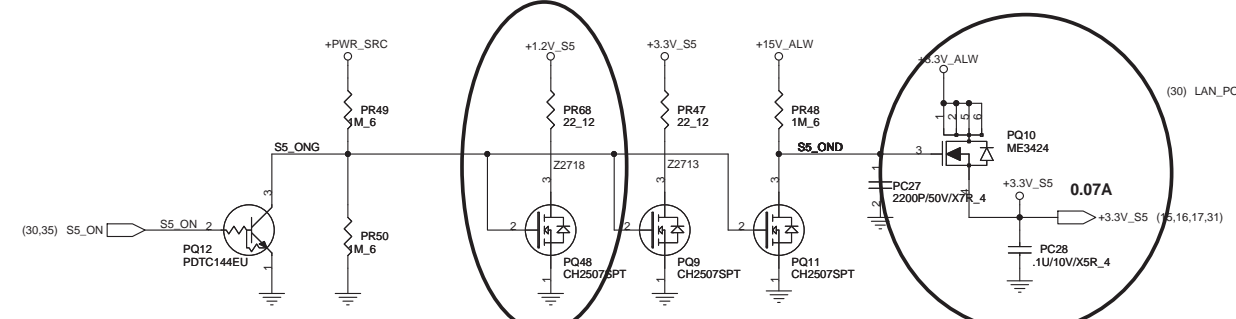 +PWR_SRC
+1.2V_S5
+3.3V_S5
+15V_ALW
+3.3V_ALW
(30) LAN_PO
PR49
1M_6
PR68
22_12
PR47
22_12
PR48
1M_6
1
2
5
6
PQ10
ME3424
S5_ONG
S5_OND
3
Z2718
Z2713
1
PC27
2200P/50V/X7R_4
2
4
+3.3V_S5
0.07A
3
3
3
3
(30,35) S5_ON
S5_ON
2
2
2
2
+3.3V_S5 (15,16,17,31)
PQ12
PDTC144EU
PR50
1M_6
PC28
.1U/10V/X5R_4
1
1
1
1
PQ48
CH2507SPT
PQ9
CH2507SPT
PQ11
CH2507SPT